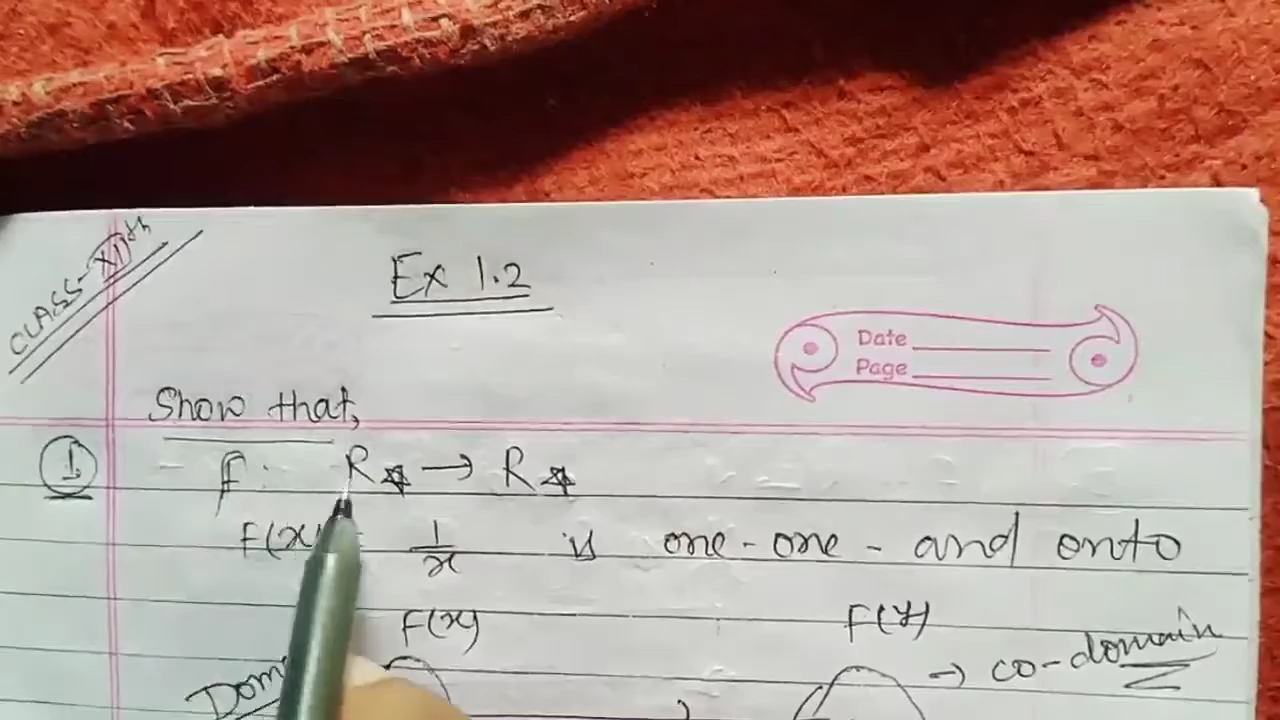 CLASS-XIIth
Ex 1.2
Date
Page
Show that,
1. f: R☆ → R☆
F(x) 1/x is one-one-and onto
F(x) F(y)
→ co-domain